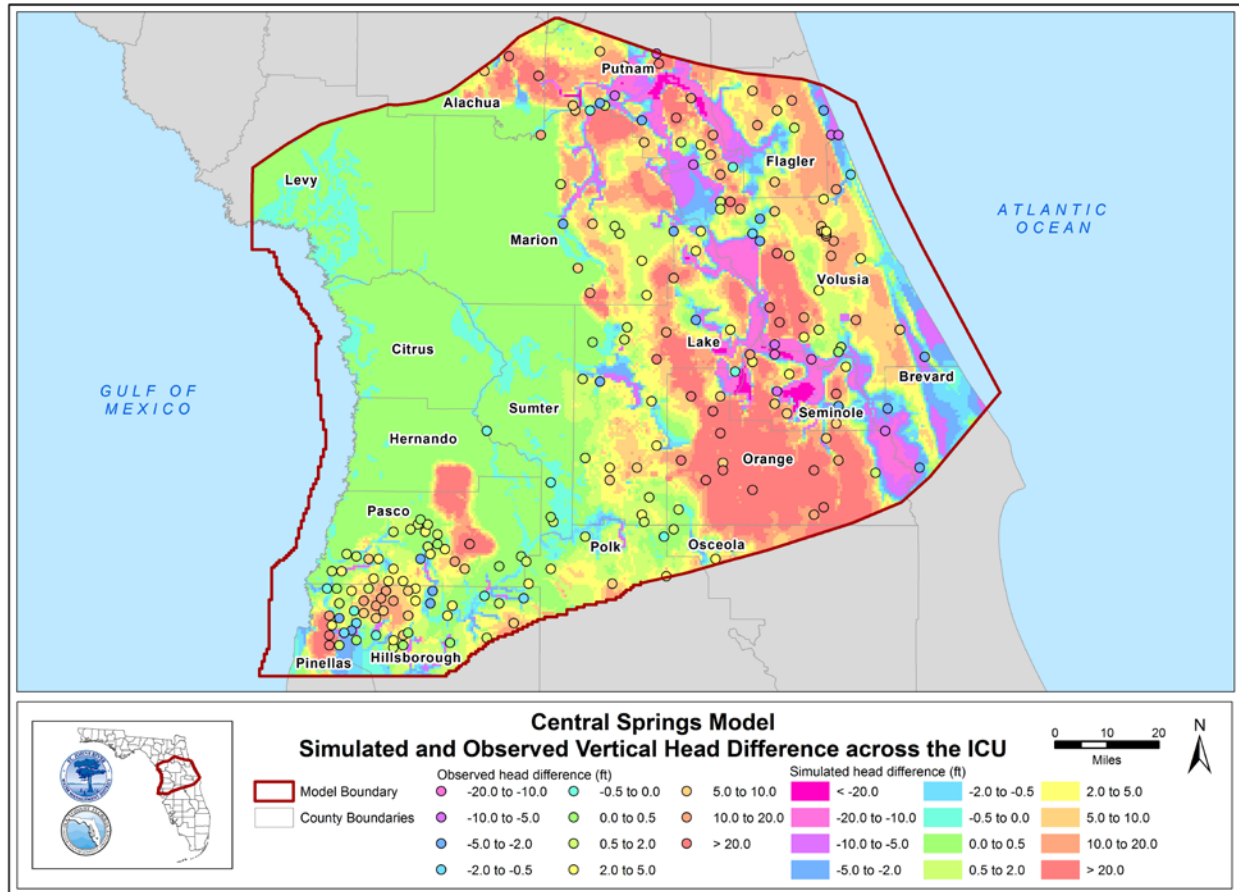 Putnam
Alachua
Flagler
Levy
ATLANTIC
OCEAN
Marion
Volusia
Lake
Citrus
Brevard
GULF OF
MEXICO
Sumter
Seminole
Hernando
Orange
Pasco
Polk
Osceola
Pinellas
Hillsborough
Central Springs Model
Simulated and Observed Vertical Head Difference across the ICU
0 10 20
Miles
N
Model Boundary
County Boundaries
Observed head difference (ft)
-20.0 to -10.0
-10.0 to -5.0
-5.0 to -2.0
-2.0 to -0.5
-0.5 to 0.0
0.0 to 0.5
0.5 to 2.0
2.0 to 5.0
5.0 to 10.0
10.0 to 20.0
> 20.0
Simulated head difference (ft)
< -20.0
-20.0 to -10.0
-10.0 to -5.0
-5.0 to -2.0
-2.0 to -0.5
-0.5 to 0.0
0.0 to 0.5
0.5 to 2.0
2.0 to 5.0
5.0 to 10.0
10.0 to 20.0
> 20.0